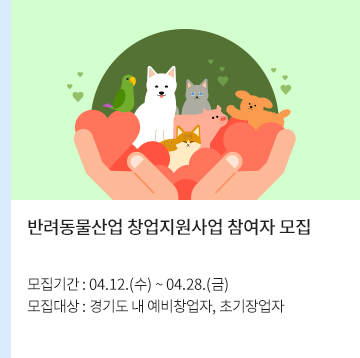 반려동물산업 창업지원사업 참여자 모집
모집기간 : 04.12.(수) ~ 04.28.(금)
모집대상 : 경기도 내 예비창업자, 초기장업자